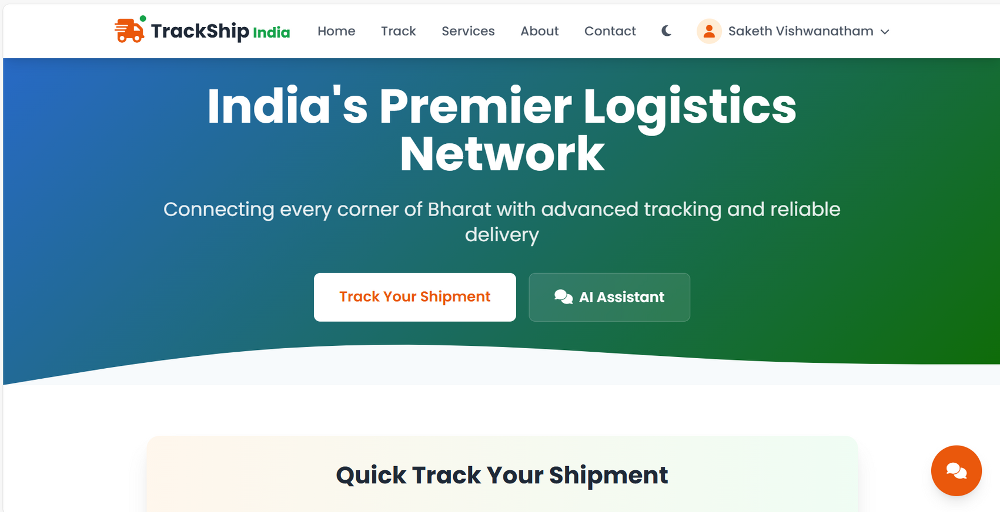 TrackShip India
Home
Track
Services
About
Contact
Saketh Vishwanatham
India's Premier Logistics
Network
Connecting every corner of Bharat with advanced tracking and reliable
delivery
Track Your Shipment
AI Assistant
Quick Track Your Shipment